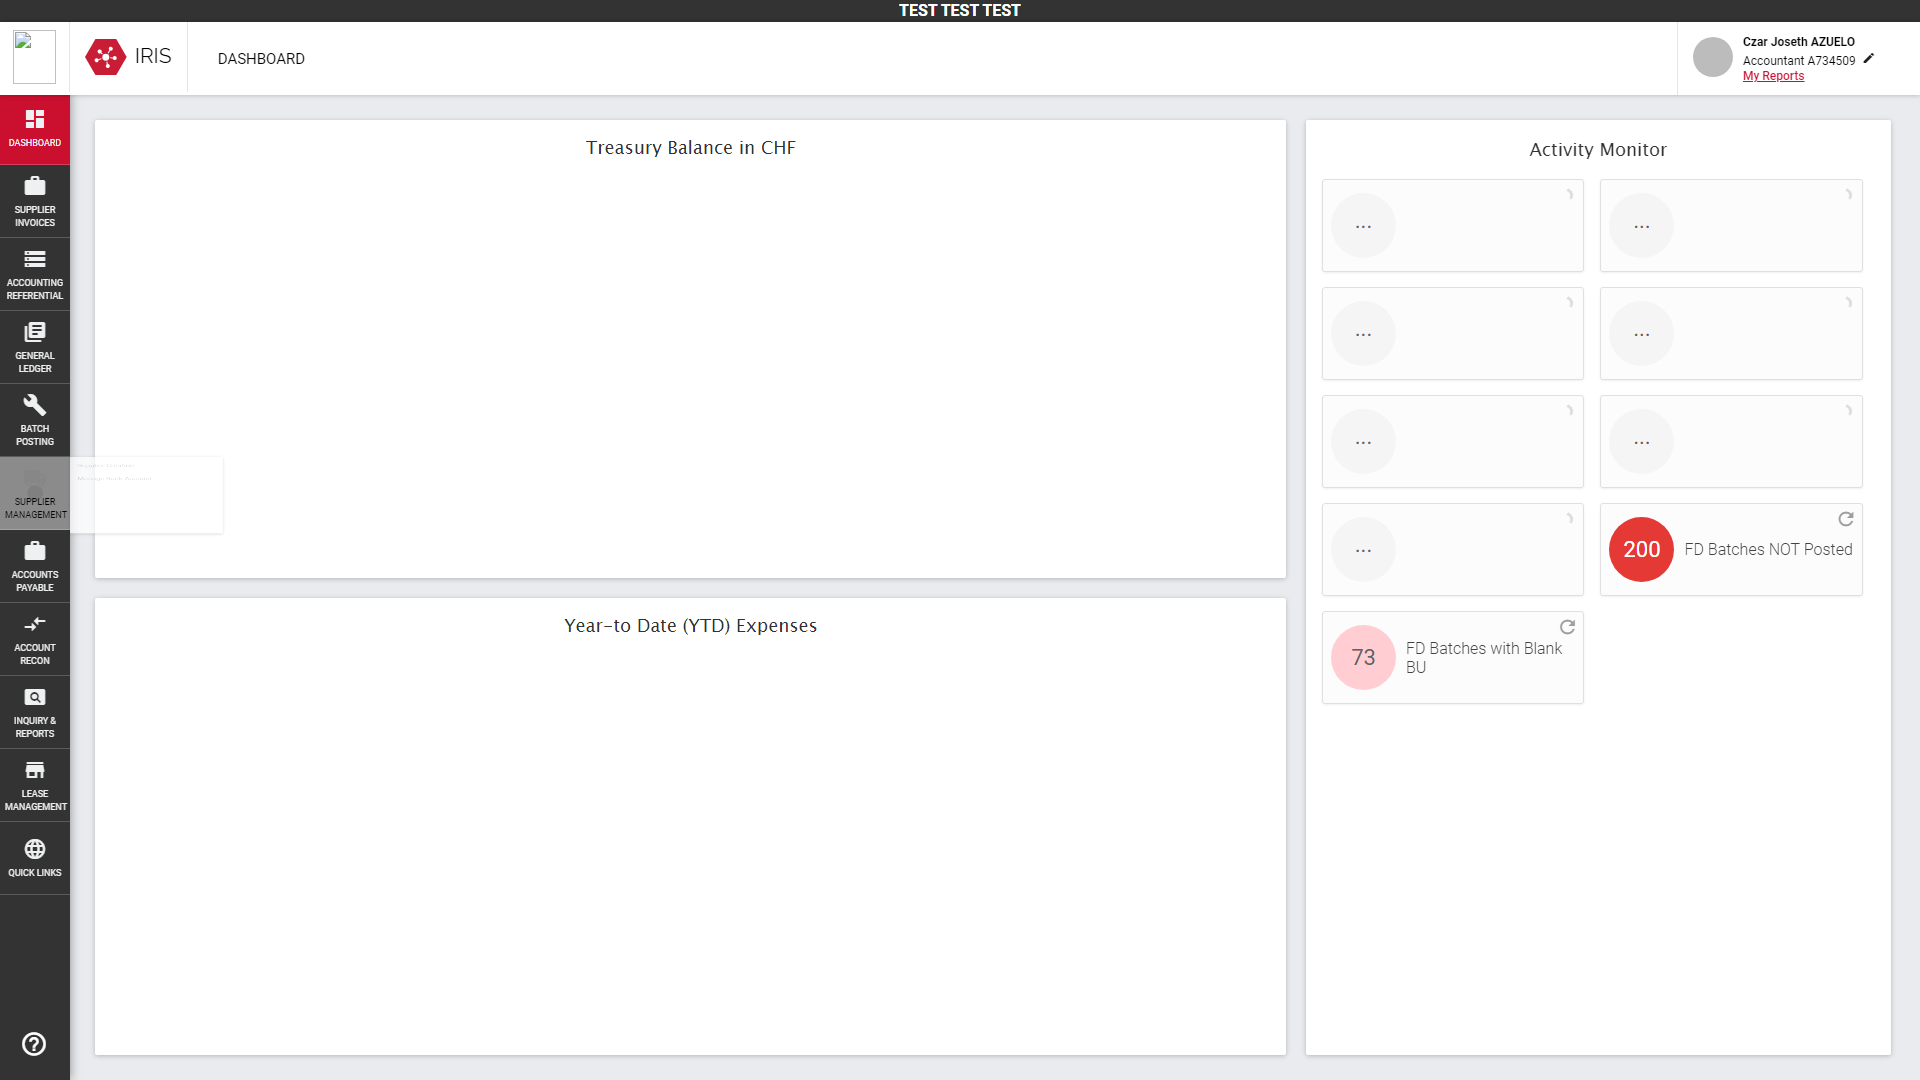 TEST TEST TEST
IRIS
DASHBOARD
Czar Joseth AZUELO
Accountant A734509
My Reports
DASHBOARD
SUPPLIER
INVOICES
ACCOUNTING
REFERENTIAL
GENERAL
LEDGER
BATCH
POSTING
SUPPLIER
MANAGEMENT
ACCOUNTS
PAYABLE
ACCOUNT
RECON
INQUIRY &
REPORTS
LEASE
MANAGEMENT
QUICK LINKS
Treasury Balance in CHF
Year-to Date (YTD) Expenses
Activity Monitor
...
...
...
...
...
...
...
200
FD Batches NOT Posted
73
FD Batches with Blank
BU